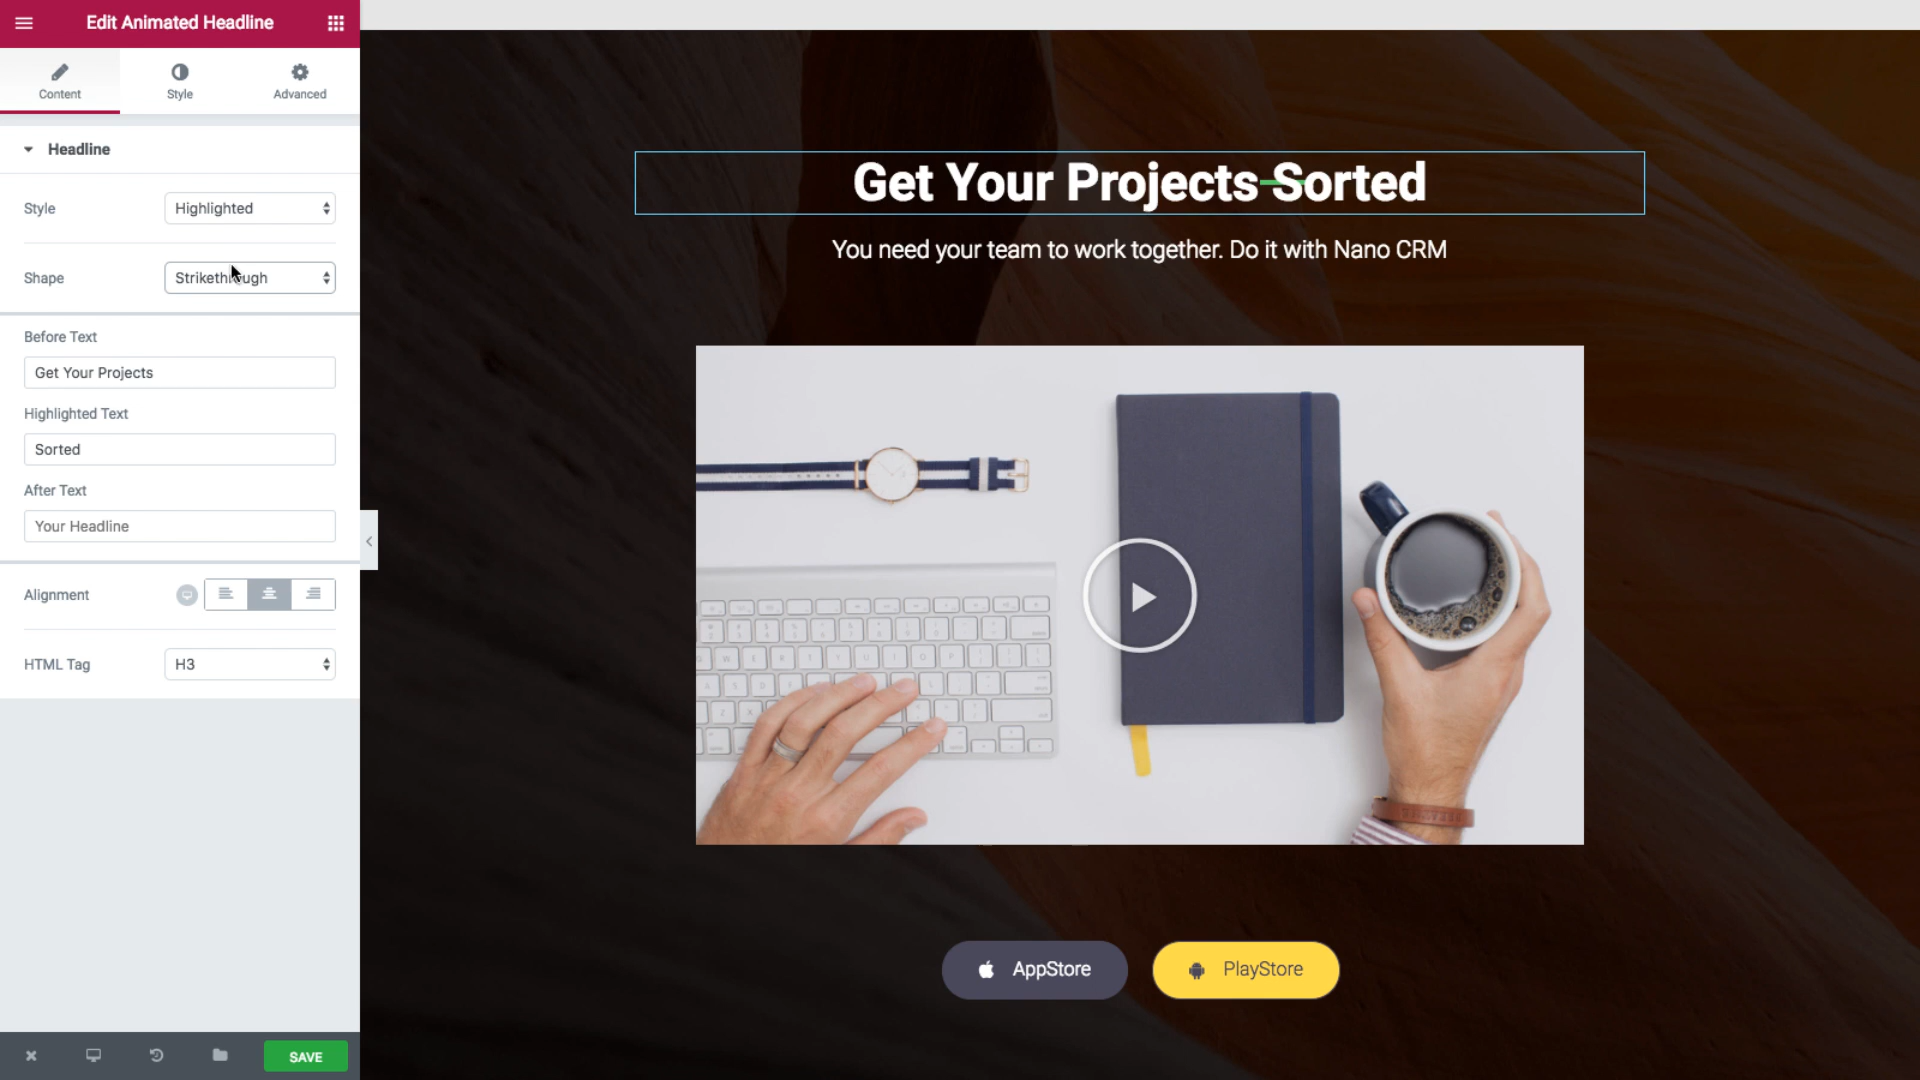 Edit Animated Headline
Content
Style
Advanced
Headline
Style
Highlighted
Shape
Strikethrough
Before Text
Get Your Projects
Highlighted Text
Sorted
After Text
Your Headline
Alignment
HTML Tag
H3
SAVE
Get Your Projects Sorted
You need your team to work together. Do it with Nano CRM
AppStore
PlayStore